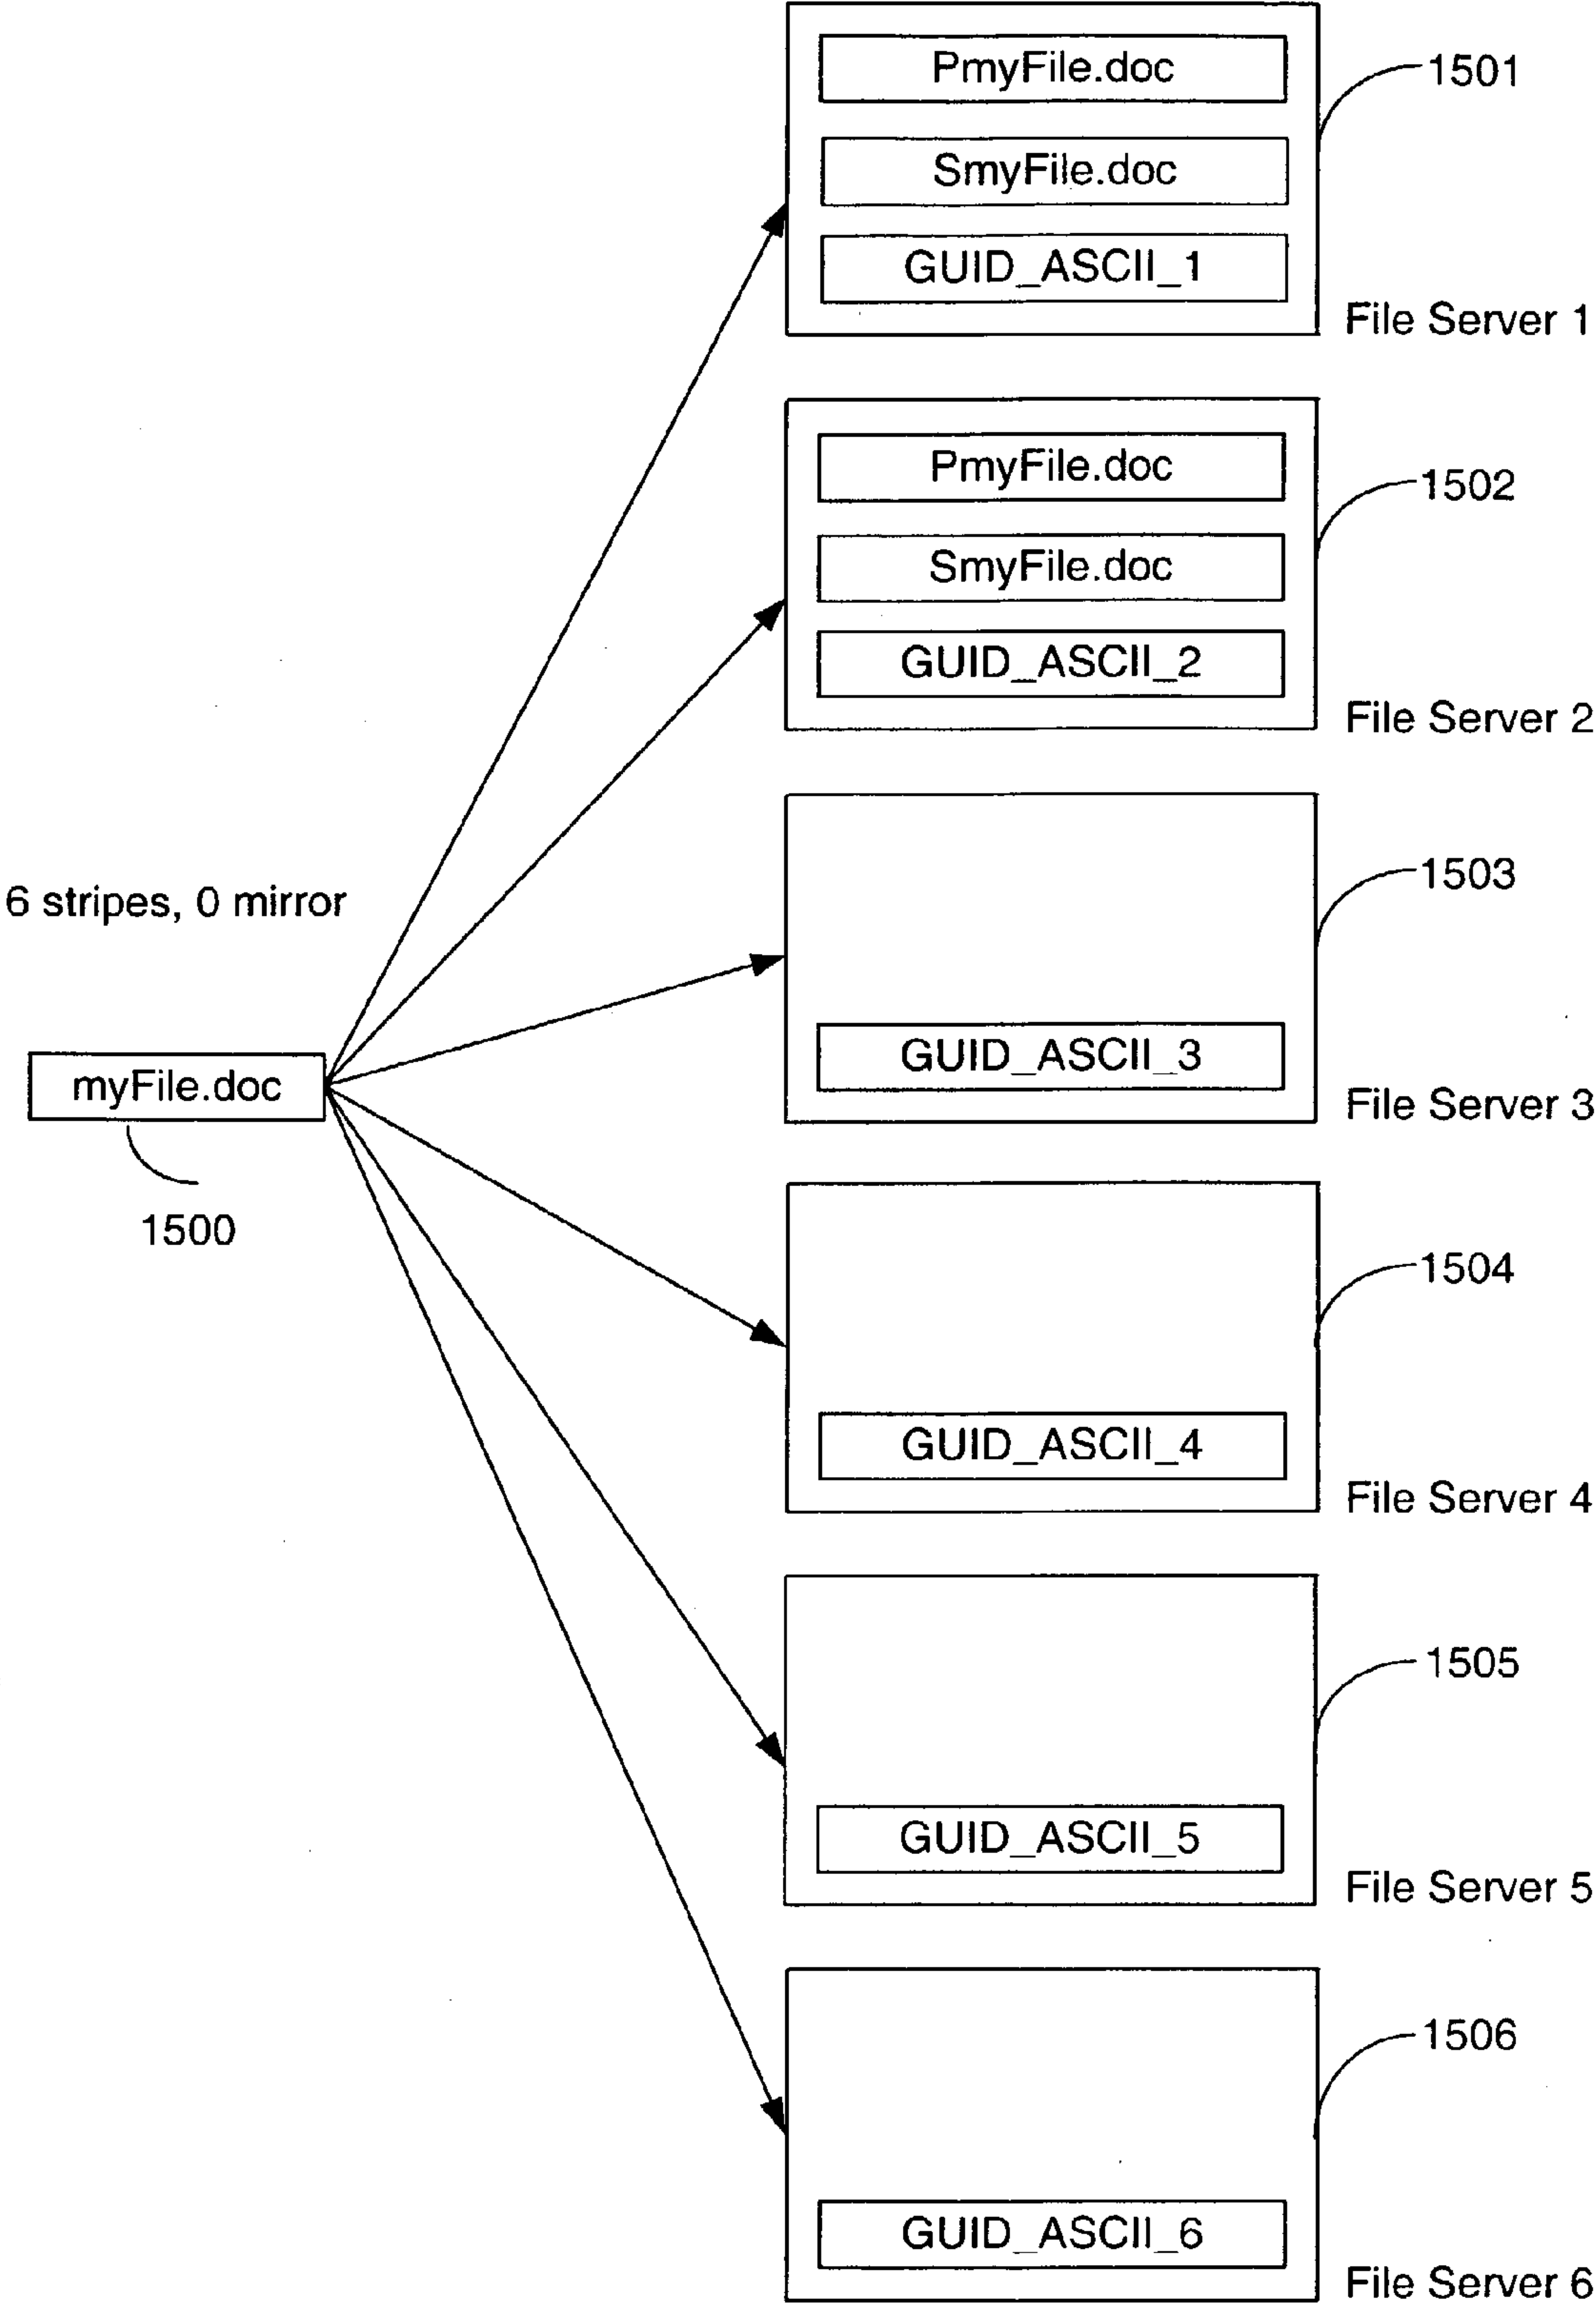 PmyFile.doc
1501
SmyFile.doc
GUID_ASCII_1
File Server 1
PmyFile.doc
1502
SmyFile.doc
GUID_ASCII_2
File Server 2
1503
6 stripes, 0 mirror
GUID_ASCII_3
myFile.doc
File Server 3
1500
1504
GUID_ASCII_4
File Server 4
1505
GUID_ASCII_5
File Server 5
1506
GUID_ASCII_6
File Server 6